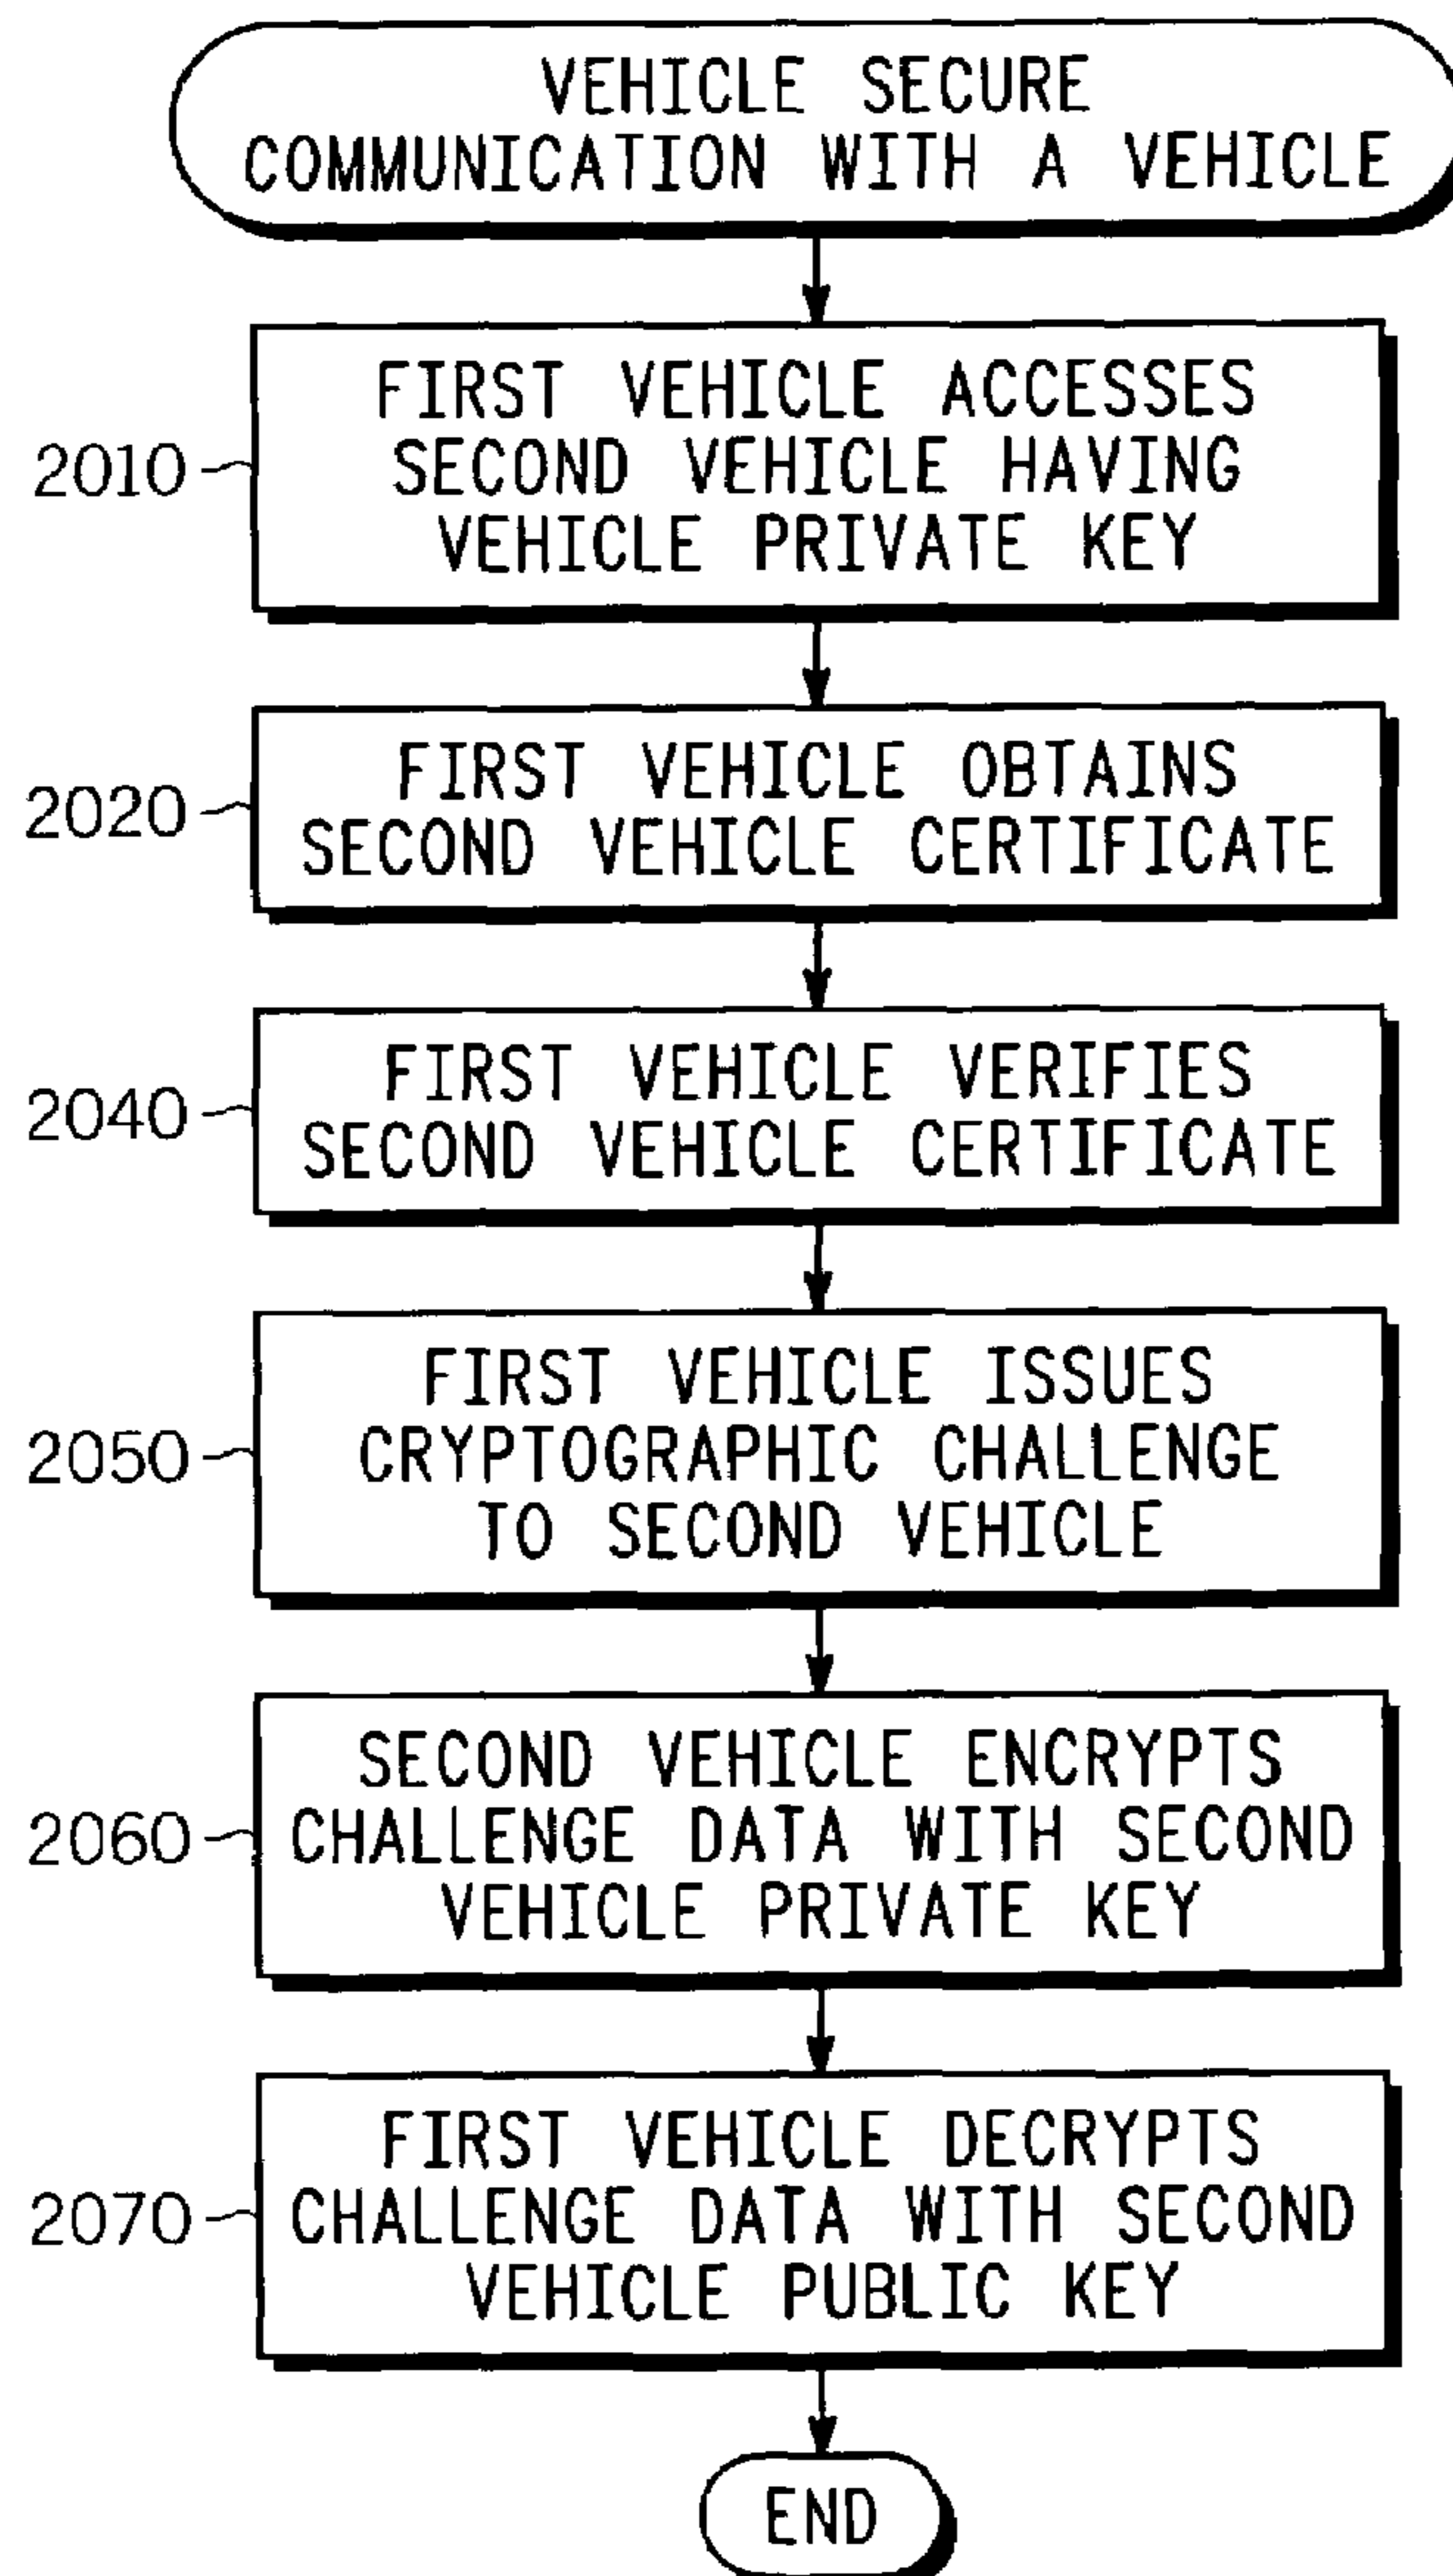 VEHICLE SECURE
COMMUNICATION WITH A VEHICLE
2010
FIRST VEHICLE ACCESSES
SECOND VEHICLE HAVING
VEHICLE PRIVATE KEY
2020
FIRST VEHICLE OBTAINS
SECOND VEHICLE CERTIFICATE
2040
FIRST VEHICLE VERIFIES
SECOND VEHICLE CERTIFICATE
2050
FIRST VEHICLE ISSUES
CRYPTOGRAPHIC CHALLENGE
TO SECOND VEHICLE
2060
SECOND VEHICLE ENCRYPTS
CHALLENGE DATA WITH SECOND
VEHICLE PRIVATE KEY
2070
FIRST VEHICLE DECRYPTS
CHALLENGE DATA WITH SECOND
VEHICLE PUBLIC KEY
END